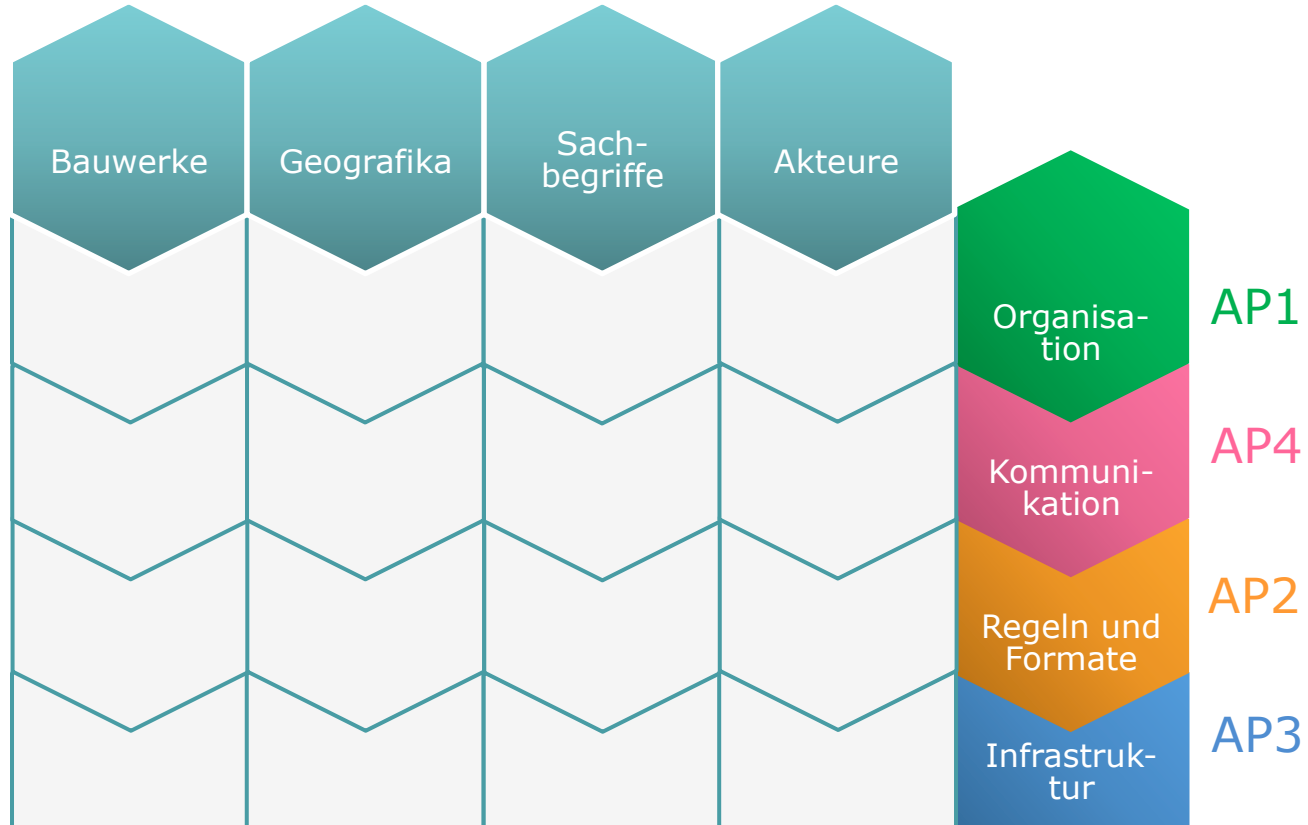 Bauwerke
Geografika
Sach-
begriffe
Akteure
Organisa-
tion
AP1
Kommuni-
kation
AP4
Regeln und
Formate
AP2
Infrastruk-
tur
AP3